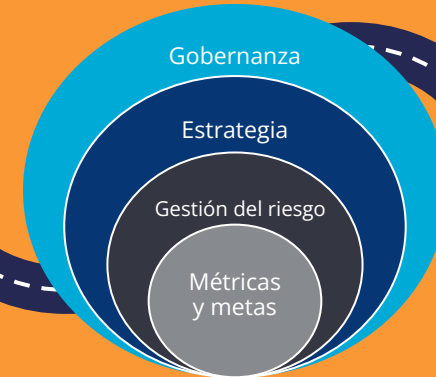 Gobernanza
Estrategia
Gestión del riesgo
Métricas
y metas